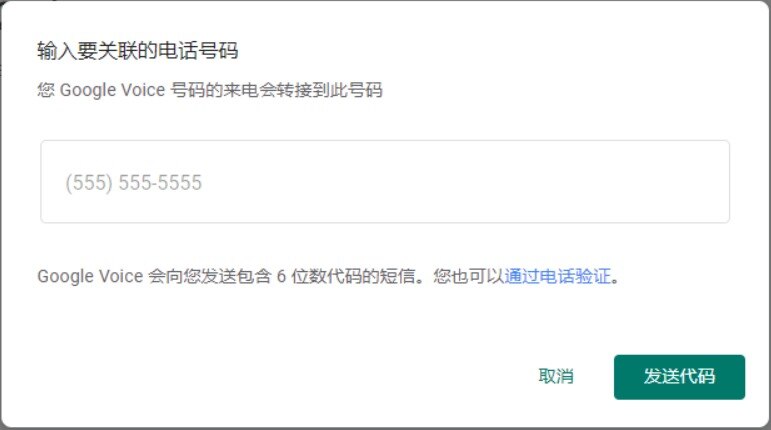 输入要关联的电话号码
您 Google Voice 号码的来电会转接到此号码
(555) 555-5555
Google Voice 会向您发送包含 6 位数代码的短信。您也可以通过电话验证。
取消
发送代码